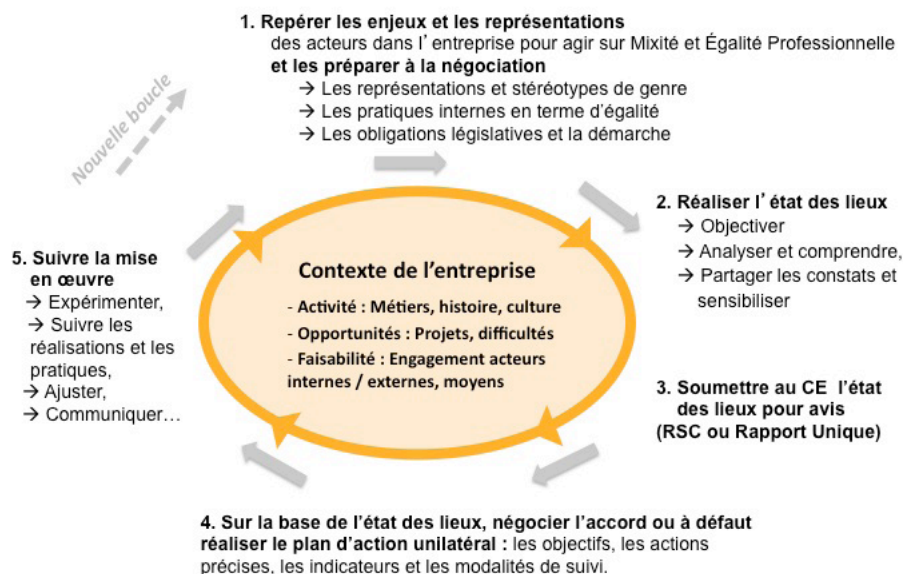 1. Repérer les enjeux et les représentations
des acteurs dans l'entreprise pour agir sur Mixité et Égalité Professionnelle
et les préparer à la négociation
→ Les représentations et stéréotypes de genre
→ Les pratiques internes en terme d'égalité
→ Les obligations législatives et la démarche
Nouvelle boucle
2. Réaliser l'état des lieux
→ Objectiver
→ Analyser et comprendre,
→ Partager les constats et
sensibiliser
3. Soumettre au CE l'état
des lieux pour avis
(RSC ou Rapport Unique)
4. Sur la base de l'état des lieux, négocier l'accord ou à défaut
réaliser le plan d'action unilatéral : les objectifs, les actions
précises, les indicateurs et les modalités de suivi.
5. Suivre la mise
en œuvre
→ Expérimenter,
→ Suivre les
réalisations et les
pratiques,
→ Ajuster,
→ Communiquer…
Contexte de l'entreprise
- Activité : Métiers, histoire, culture
- Opportunités : Projets, difficultés
- Faisabilité : Engagement acteurs
internes / externes, moyens